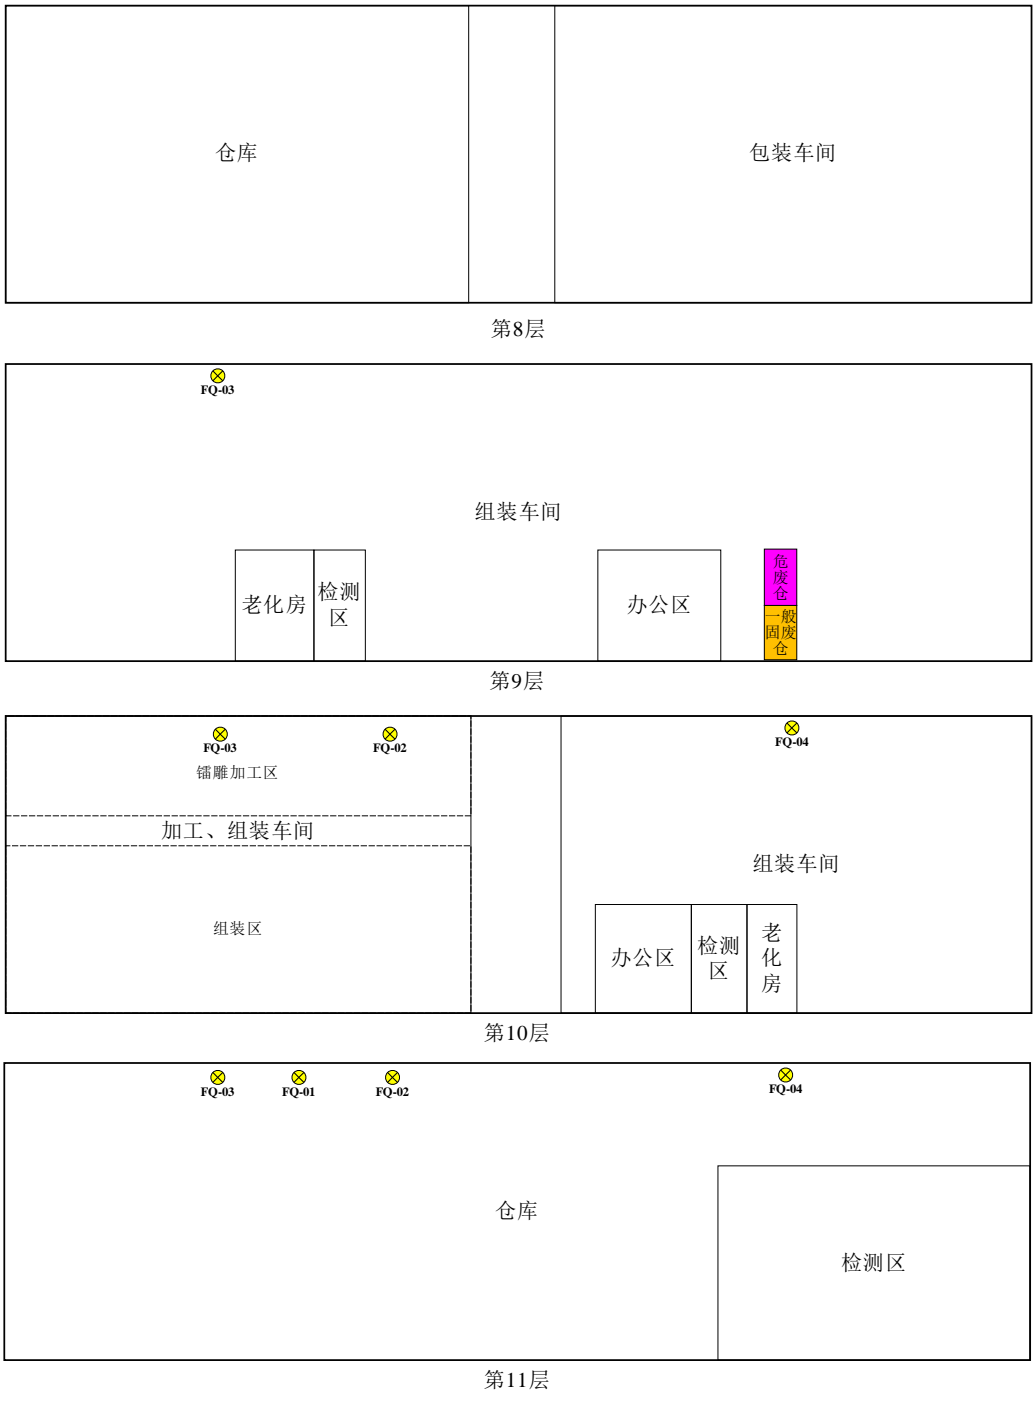 仓库
包装车间
第8层
FQ-03
组装车间
老化房
检测
区
办公区
危
废
仓
一般
固废
仓
第9层
FQ-03
FQ-02
FQ-04
镭雕加工区
加工、组装车间
组装车间
组装区
办公区
检测
区
老
化
房
第10层
FQ-03
FQ-01
FQ-02
FQ-04
仓库
检测区
第11层